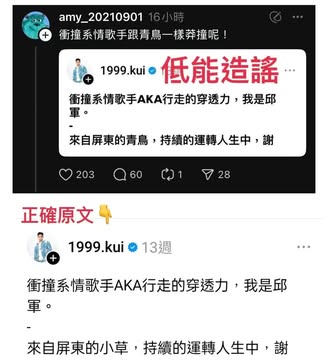 amy_20210901 16小時
衝撞系情歌手跟青鳥一樣莽撞呢！
1999.kui 低能造謠
衝撞系情歌手AKA行走的穿透力，我是邱
軍。
-
來自屏東的青鳥，持續的運轉人生中，謝
203 60 1 28
正確原文👇
1999.kui 13週
衝撞系情歌手AKA行走的穿透力，我是邱
軍。
-
來自屏東的小草，持續的運轉人生中，謝